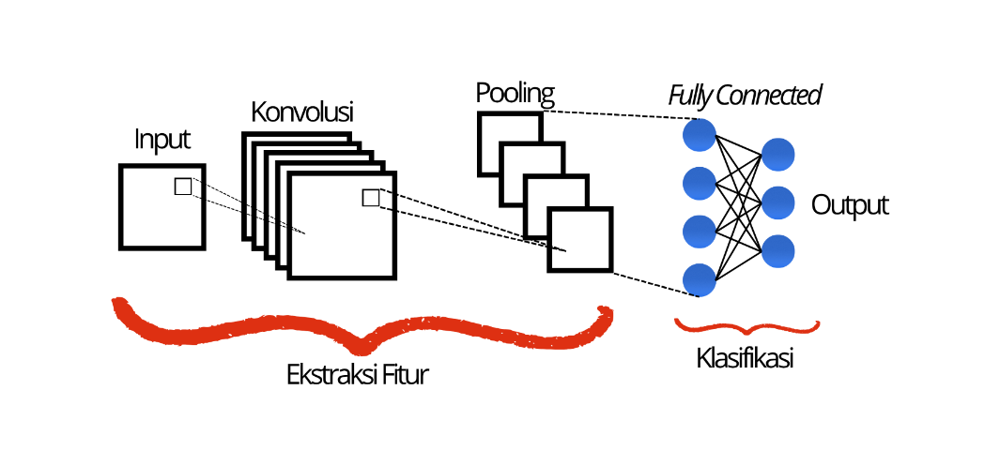 Input
Konvolusi
Pooling
Fully Connected
Output
Ekstraksi Fitur
Klasifikasi